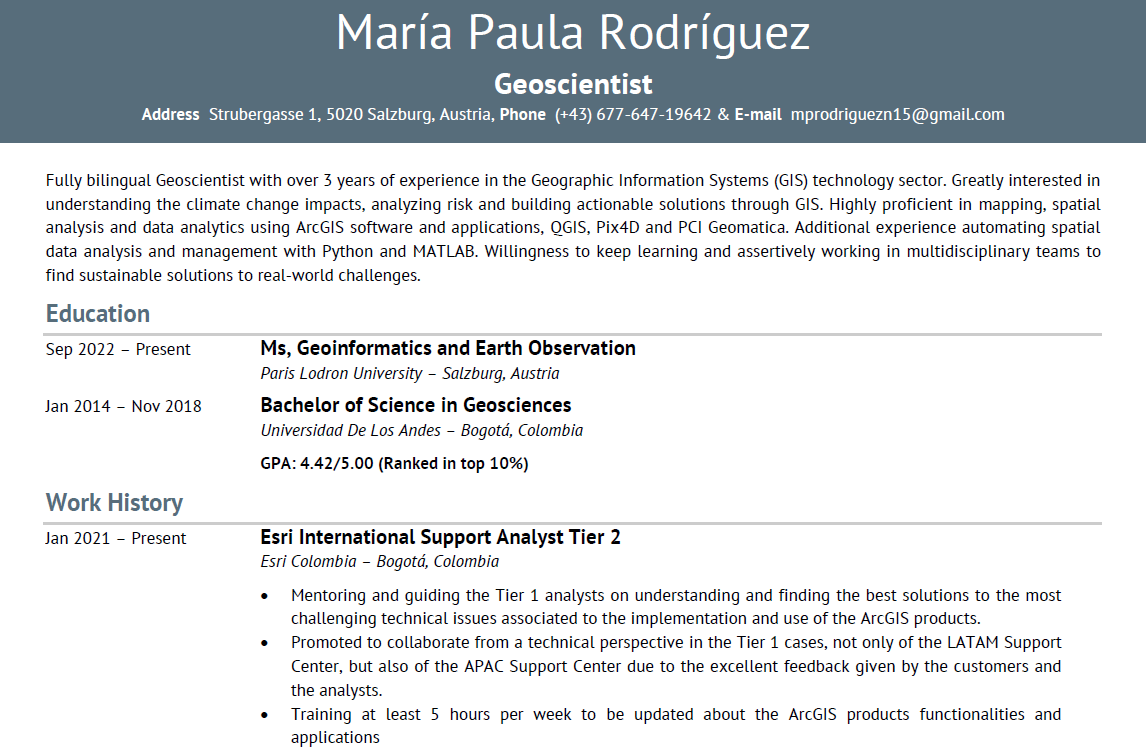 María Paula Rodríguez
Geoscientist
Address Strubergasse 1, 5020 Salzburg, Austria, Phone (+43) 677-647-19642 & E-mail mprodriguezn15@gmail.com
Fully bilingual Geoscientist with over 3 years of experience in the Geographic Information Systems (GIS) technology sector. Greatly interested in
understanding the climate change impacts, analyzing risk and building actionable solutions through GIS. Highly proficient in mapping, spatial
analysis and data analytics using ArcGIS software and applications, QGIS, Pix4D and PCI Geomatica. Additional experience automating spatial
data analysis and management with Python and MATLAB. Willingness to keep learning and assertively working in multidisciplinary teams to
find sustainable solutions to real-world challenges.
Education
Sep 2022 – Present Ms, Geoinformatics and Earth Observation
Paris Lodron University – Salzburg, Austria
Jan 2014 – Nov 2018 Bachelor of Science in Geosciences
Universidad De Los Andes – Bogotá, Colombia
GPA: 4.42/5.00 (Ranked in top 10%)
Work History
Jan 2021 – Present Esri International Support Analyst Tier 2
Esri Colombia – Bogotá, Colombia
• Mentoring and guiding the Tier 1 analysts on understanding and finding the best solutions to the most
challenging technical issues associated to the implementation and use of the ArcGIS products.
• Promoted to collaborate from a technical perspective in the Tier 1 cases, not only of the LATAM Support
Center, but also of the APAC Support Center due to the excellent feedback given by the customers and
the analysts.
• Training at least 5 hours per week to be updated about the ArcGIS products functionalities and
applications